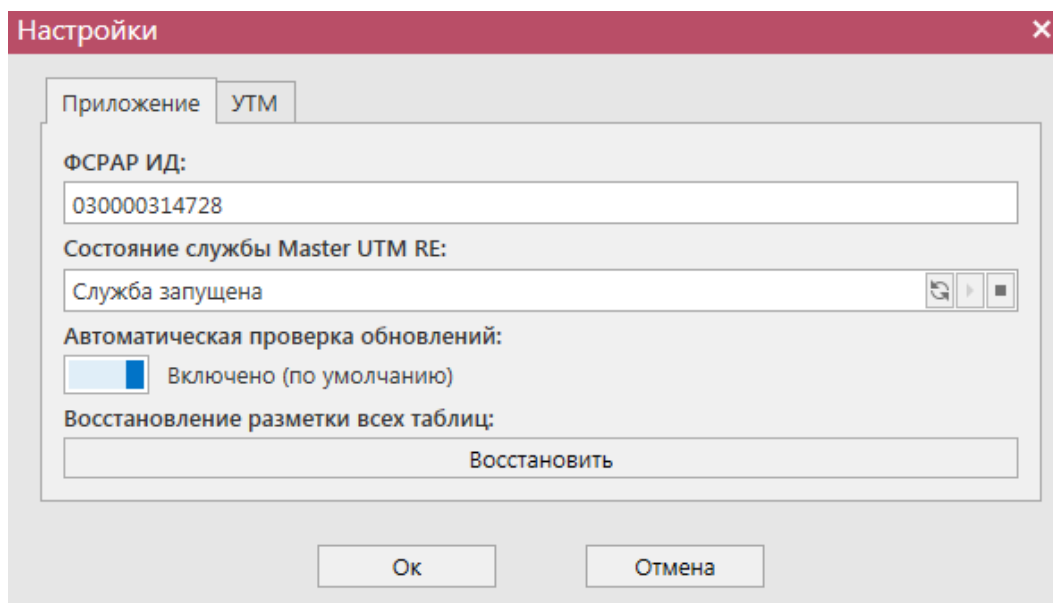 Настройки
Приложение УТМ
ФСРАР ИД:
030000314728
Состояние службы Master UTM RE:
Служба запущена
Автоматическая проверка обновлений:
Включено (по умолчанию)
Восстановление разметки всех таблиц:
Восстановить
Ок Отмена